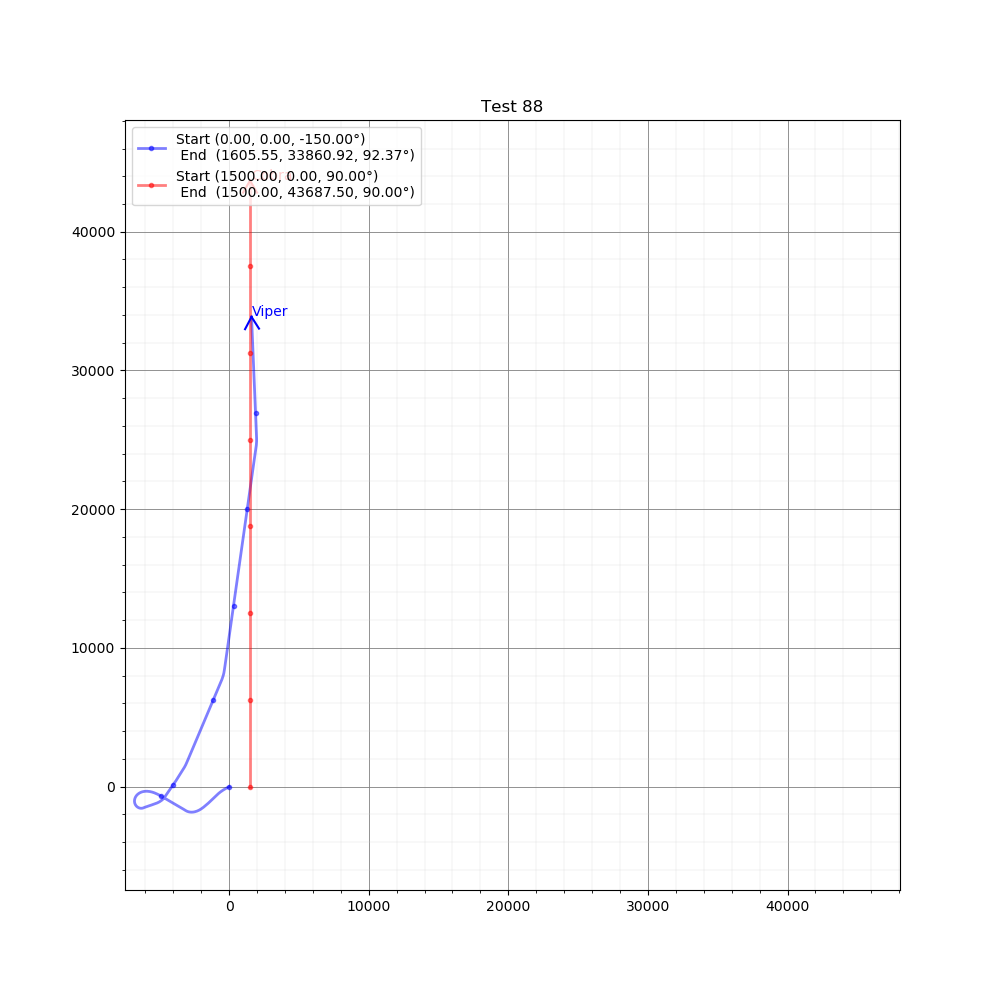 Test 88
Start (0.00, 0.00, -150.00°)
End (1605.55, 33860.92, 92.37°)
Start (1500.00, 0.00, 90.00°)
End (1500.00, 43687.50, 90.00°)
40000
Viper
30000
20000
10000
0
0 10000 20000 30000 40000